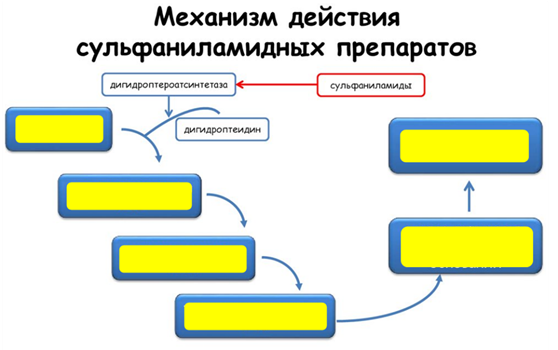 Механизм действия
сульфаниламидных препаратов
дигидроптероатсинтетаза
сульфаниламиды
дигидроптеидин